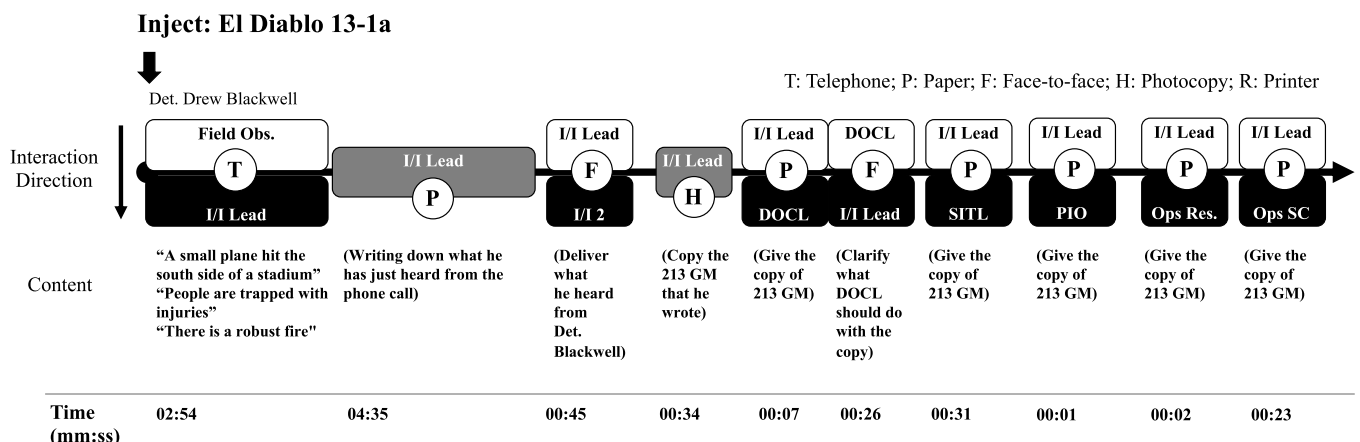 Inject: El Diablo 13-1a
T: Telephone; P: Paper; F: Face-to-face; H: Photocopy; R: Printer
Det. Drew Blackwell
Interaction
Direction
Field Obs.
T
I/I Lead
I/I Lead
P
I/I Lead
F
I/I 2
I/I Lead
H
I/I Lead
P
DOCL
DOCL
F
I/I Lead
I/I Lead
P
SITL
I/I Lead
P
PIO
I/I Lead
P
Ops Res.
I/I Lead
P
Ops SC
Content
“A small plane hit the
south side of a stadium”
“People are trapped with
injuries”
“There is a robust fire"
(Writing down what he
has just heard from the
phone call)
(Deliver
what
he heard
from
Det.
Blackwell)
(Copy the
213 GM
that he
wrote)
(Give the
copy of
213 GM)
(Clarify
what
DOCL
should do
with the
copy)
(Give the
copy of
213 GM)
(Give the
copy of
213 GM)
(Give the
copy of
213 GM)
(Give the
copy of
213 GM)
Time
(mm:ss)
02:54
04:35
00:45
00:34
00:07
00:26
00:31
00:01
00:02
00:23